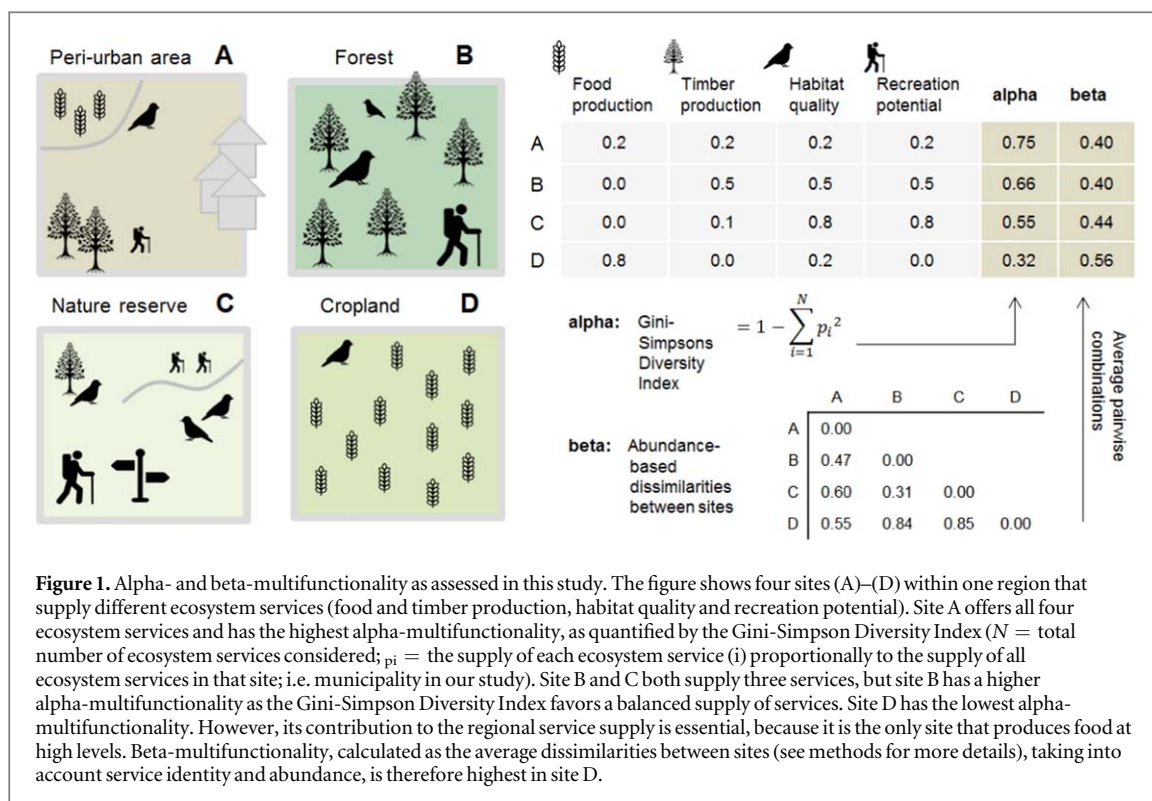 Peri-urban area A
Forest B
Nature reserve C
Cropland D
Food production Timber production Habitat quality Recreation potential alpha beta
A 0.2 0.2 0.2 0.2 0.75 0.40
B 0.0 0.5 0.5 0.5 0.66 0.40
C 0.0 0.1 0.8 0.8 0.55 0.44
D 0.8 0.0 0.2 0.0 0.32 0.56
alpha: Gini-
Simpsons
Diversity
Index
= 1 − ∑ i=1 N pi²
beta: Abundance-
based
dissimilarities
between sites
A B C D
A 0.00
B 0.47 0.00
C 0.60 0.31 0.00
D 0.55 0.84 0.85 0.00
Average pairwise
combinations
Figure 1. Alpha- and beta-multifunctionality as assessed in this study. The figure shows four sites (A)–(D) within one region that
supply different ecosystem services (food and timber production, habitat quality and recreation potential). Site A offers all four
ecosystem services and has the highest alpha-multifunctionality, as quantified by the Gini-Simpson Diversity Index (N = total
number of ecosystem services considered; pi = the supply of each ecosystem service (i) proportionally to the supply of all
ecosystem services in that site; i.e. municipality in our study). Site B and C both supply three services, but site B has a higher
alpha-multifunctionality as the Gini-Simpson Diversity Index favors a balanced supply of services. Site D has the lowest alpha-
multifunctionality. However, its contribution to the regional service supply is essential, because it is the only site that produces food at
high levels. Beta-multifunctionality, calculated as the average dissimilarities between sites (see methods for more details), taking into
account service identity and abundance, is therefore highest in site D.